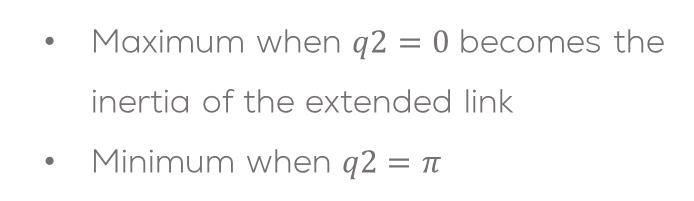 • Maximum when q2 = 0 becomes the
inertia of the extended link
• Minimum when q2 = π